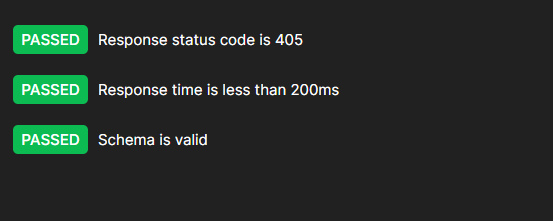 PASSED Response status code is 405
PASSED Response time is less than 200ms
PASSED Schema is valid